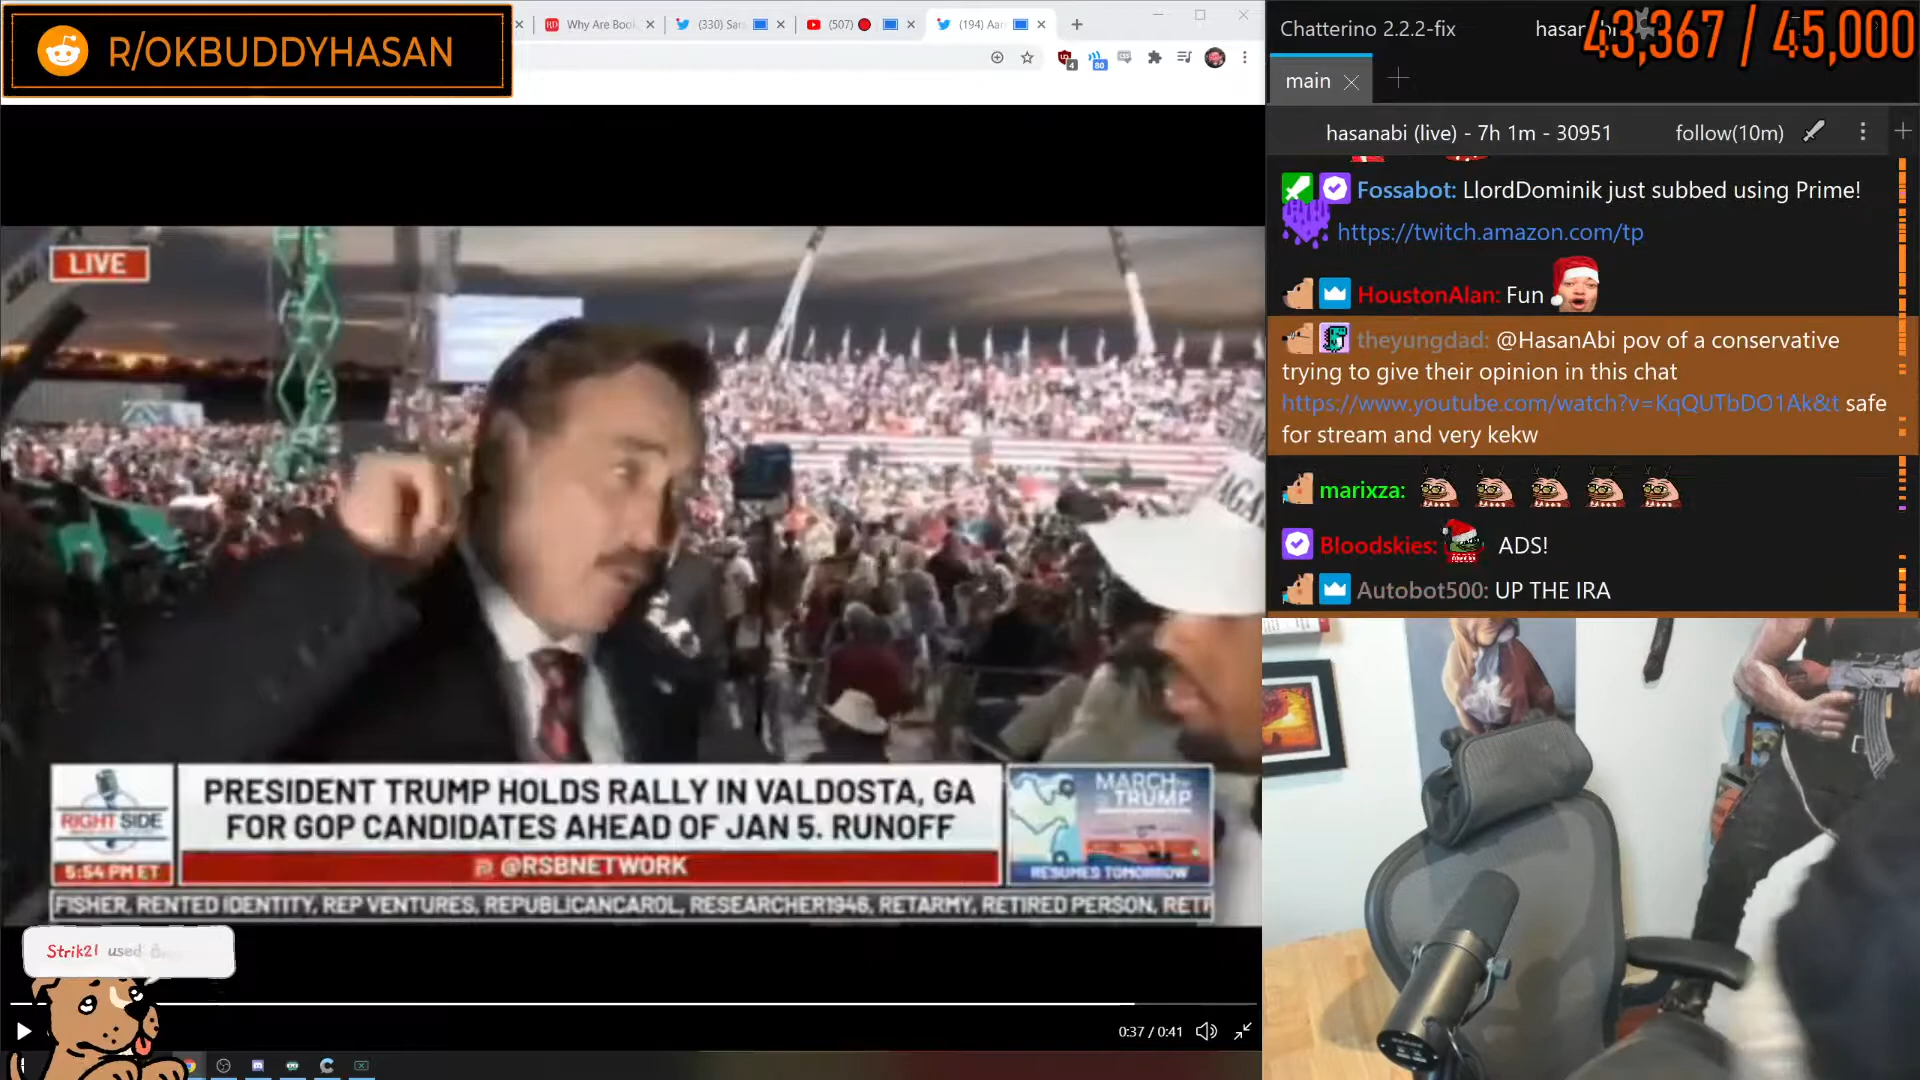 R/OKBUDDYHASAN
Why Are Book
(330) Sar
(507)
(194) Aar
4
80
Chatterino 2.2.2-fix
43,367 / 45,000
main
hasanabi (live) - 7h 1m - 30951
follow(10m)
Fossabot: LlordDominik just subbed using Prime!
https://twitch.amazon.com/tp
HoustonAlan: Fun
theyungdad: @HasanAbi pov of a conservative
trying to give their opinion in this chat
https://www.youtube.com/watch?v=KqQUTbDO1Ak&t safe
for stream and very kekw
marixza:
Bloodskies: ADS!
Autobot500: UP THE IRA
LIVE
PRESIDENT TRUMP HOLDS RALLY IN VALDOSTA, GA
FOR GOP CANDIDATES AHEAD OF JAN 5. RUNOFF
@RSBNETWORK
RIGHT SIDE
5:54 PM ET
MARCH
TRUMP
RESUMES TOMORROW
FISHER, RENTED IDENTITY, REP VENTURES, REPUBLICANCAROL, RESEARCHER1946, RETARMY, RETIRED PERSON, RETI
Strik21 used
0:37 / 0:41